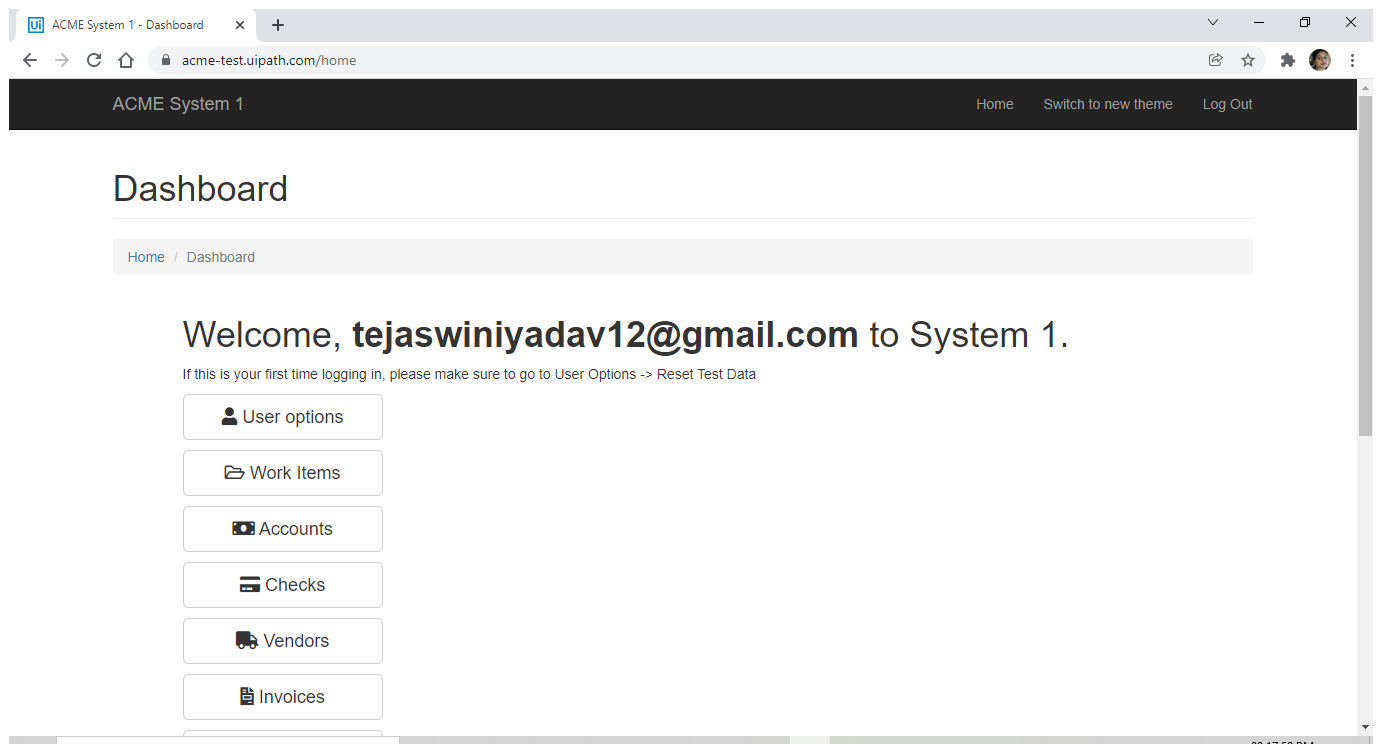 Ui ACME System 1 - Dashboard
acme-test.uipath.com/home
ACME System 1 Home Switch to new theme Log Out
Dashboard
Home / Dashboard
Welcome, tejaswiniyadav12@gmail.com to System 1.
If this is your first time logging in, please make sure to go to User Options -> Reset Test Data
User options
Work Items
Accounts
Checks
Vendors
Invoices